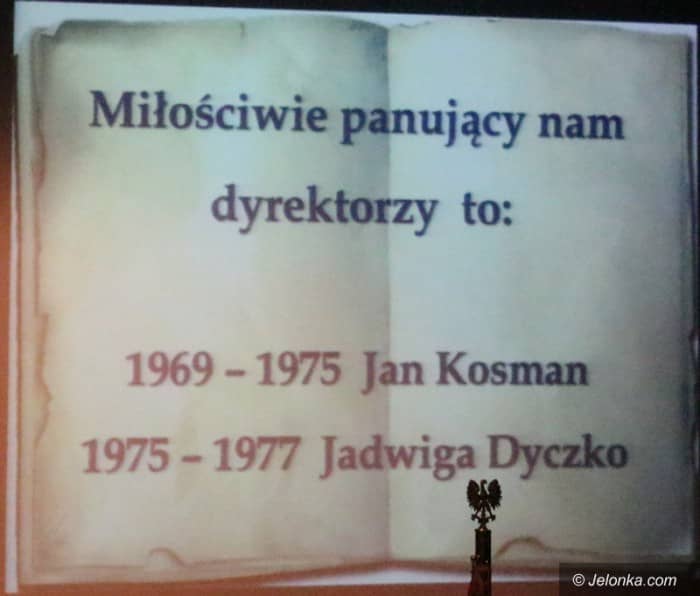 Miłościwie panujący nam
dyrektorzy to:
1969 – 1975 Jan Kosman
1975 – 1977 Jadwiga Dyczko
© Jelonka.com